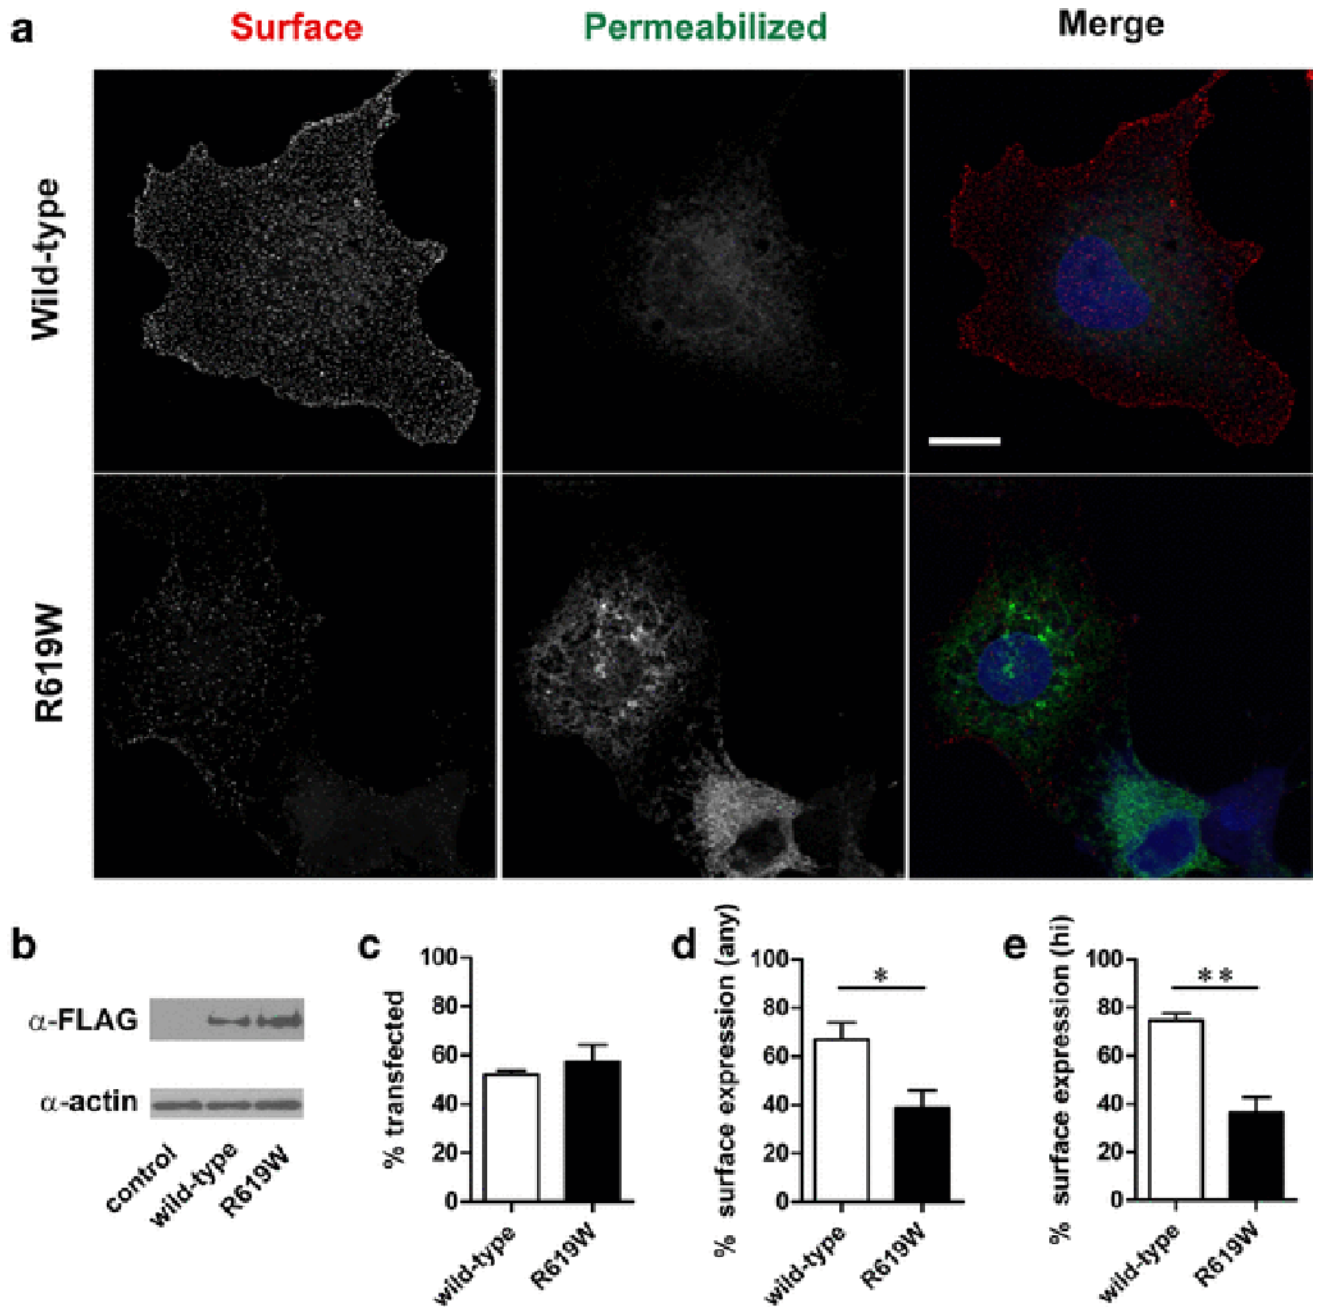 a
Surface Permeabilized Merge
Wild-type
R619W
b
α-FLAG
α-actin
control wild-type R619W
c
% transfected
100
80
60
40
20
0
wild-type R619W
d
% surface expression (any)
100
80
60
40
20
0
*
wild-type R619W
e
% surface expression (hi)
100
80
60
40
20
0
**
wild-type R619W